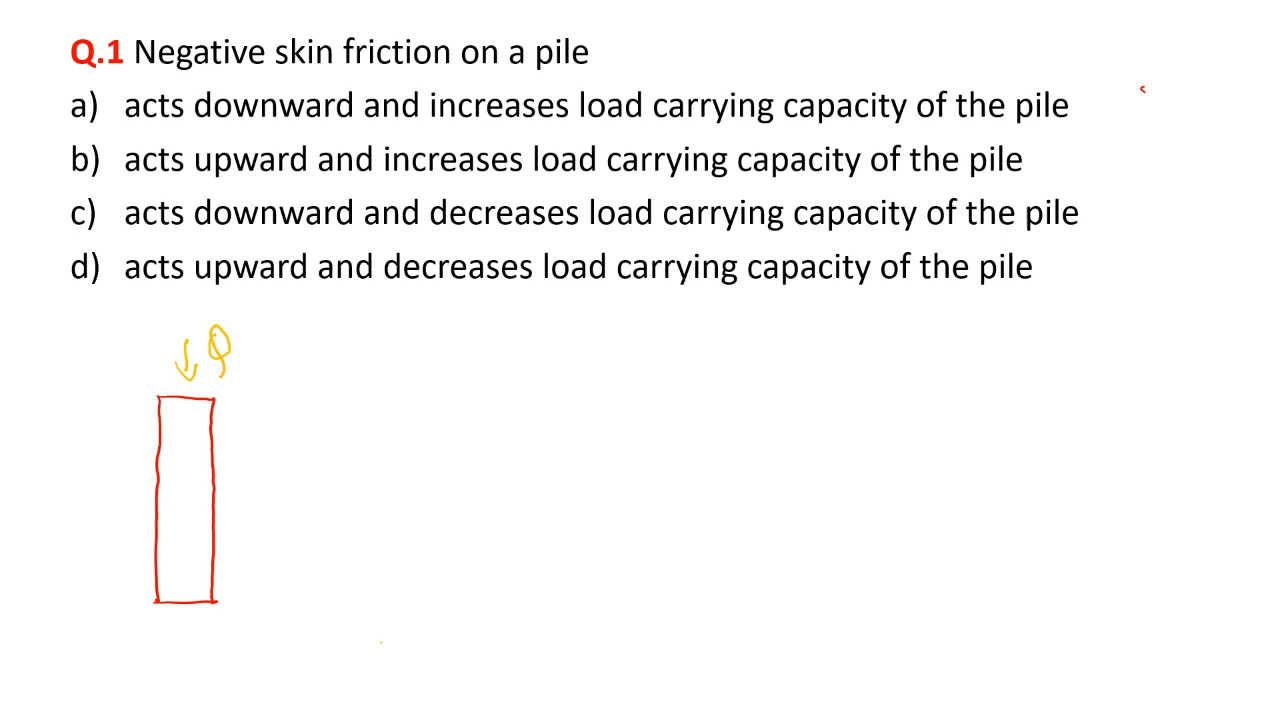 Q.1 Negative skin friction on a pile
a) acts downward and increases load carrying capacity of the pile
b) acts upward and increases load carrying capacity of the pile
c) acts downward and decreases load carrying capacity of the pile
d) acts upward and decreases load carrying capacity of the pile